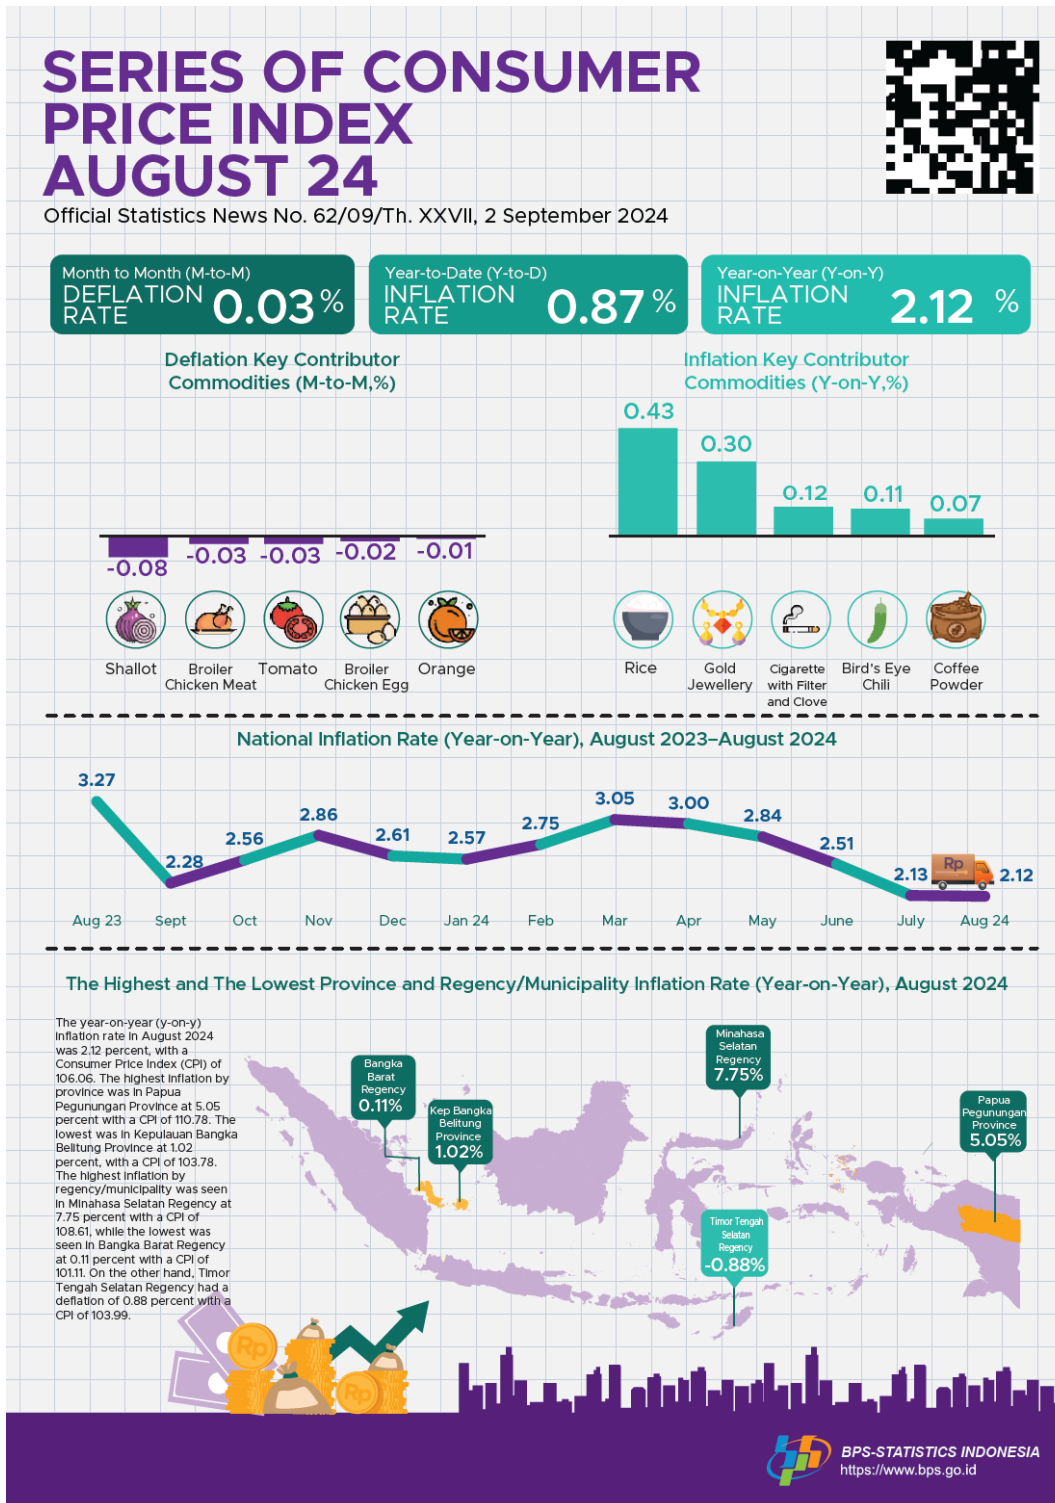 SERIES OF CONSUMER
PRICE INDEX
AUGUST 24
Official Statistics News No. 62/09/Th. XXVII, 2 September 2024
Month to Month (M-to-M)
DEFLATION
RATE
0.03 %
Year-to-Date (Y-to-D)
INFLATION
RATE
0.87 %
Year-on-Year (Y-on-Y)
INFLATION
RATE
2.12 %
Deflation Key Contributor
Commodities (M-to-M,%)
-0.08
-0.03
-0.03
-0.02
-0.01
Shallot
Broiler
Chicken Meat
Tomato
Broiler
Chicken Egg
Orange
Inflation Key Contributor
Commodities (Y-on-Y,%)
0.43
0.30
0.12
0.11
0.07
Rice
Gold
Jewellery
Cigarette
with Filter
and Clove
Bird's Eye
Chili
Coffee
Powder
National Inflation Rate (Year-on-Year), August 2023–August 2024
3.27
2.28
2.56
2.86
2.61
2.57
2.75
3.05
3.00
2.84
2.51
2.13
Rp
2.12
Aug 23
Sept
Oct
Nov
Dec
Jan 24
Feb
Mar
Apr
May
June
July
Aug 24
The Highest and The Lowest Province and Regency/Municipality Inflation Rate (Year-on-Year), August 2024
The year-on-year (y-on-y)
inflation rate in August 2024
was 2.12 percent, with a
Consumer Price Index (CPI) of
106.06. The highest inflation by
province was in Papua
Pegunungan Province at 5.05
percent with a CPI of 110.78. The
lowest was in Kepulauan Bangka
Belitung Province at 1.02
percent, with a CPI of 103.78.
The highest inflation by
regency/municipality was seen
in Minahasa Selatan Regency at
7.75 percent with a CPI of
108.61, while the lowest was
seen in Bangka Barat Regency
at 0.11 percent with a CPI of
101.11. On the other hand, Timor
Tengah Selatan Regency had a
deflation of 0.88 percent with a
CPI of 103.99.
Bangka
Barat
Regency
0.11%
Kep Bangka
Belitung
Province
1.02%
Minahasa
Selatan
Regency
7.75%
Papua
Pegunungan
Province
5.05%
Timor Tengah
Selatan
Regency
-0.88%
Rp
Rp
BPS-STATISTICS INDONESIA
https://www.bps.go.id